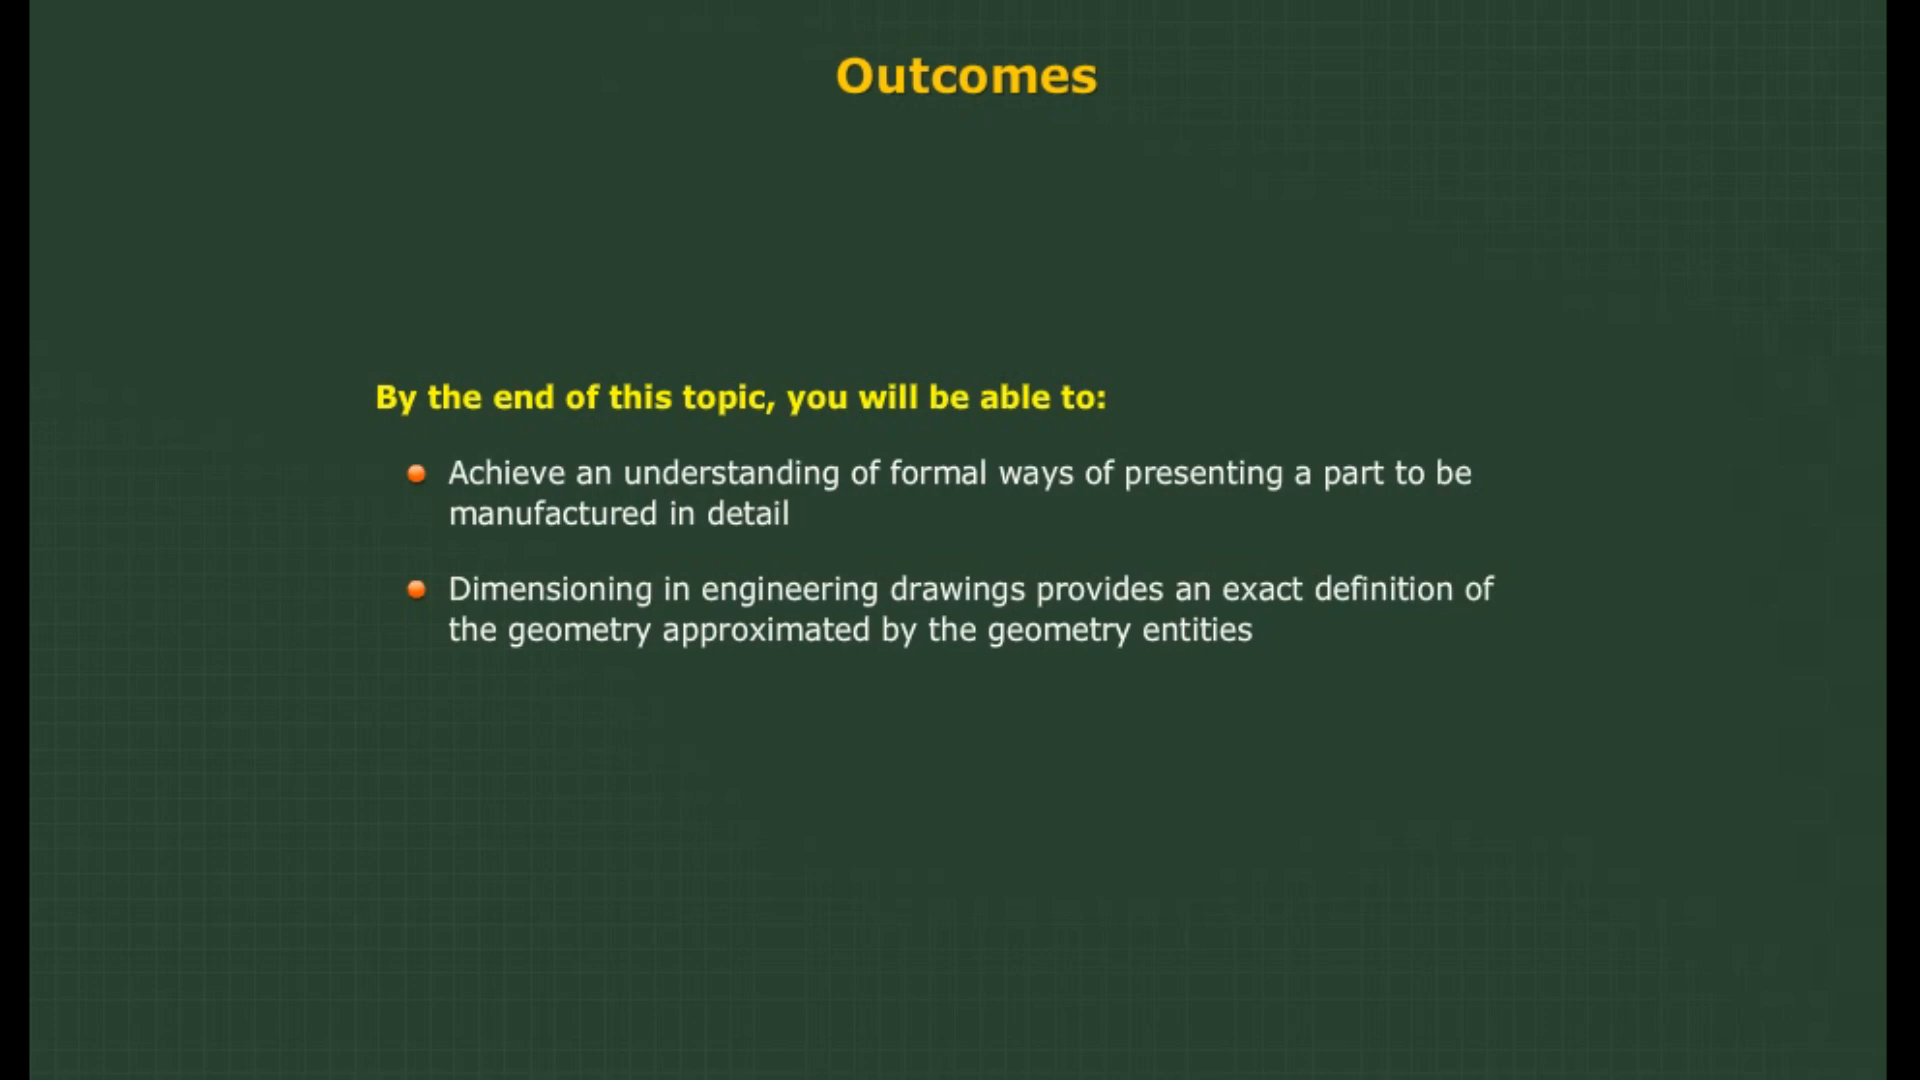 Outcomes
By the end of this topic, you will be able to:
Achieve an understanding of formal ways of presenting a part to be
manufactured in detail
Dimensioning in engineering drawings provides an exact definition of
the geometry approximated by the geometry entities